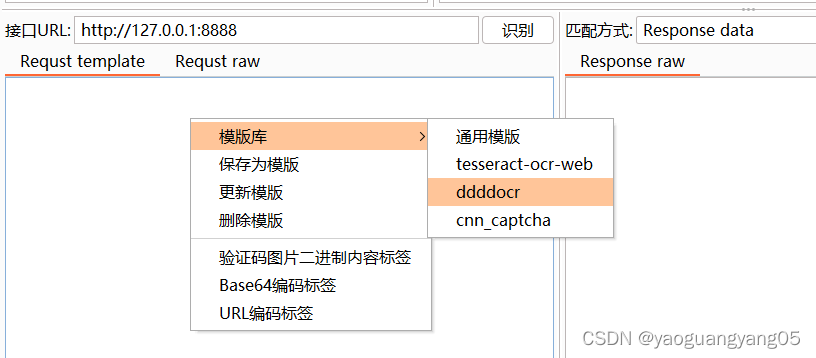 接口URL: http://127.0.0.1:8888 识别 匹配方式: Response data
Requst template Requst raw Response raw
模版库 通用模版
保存为模版 tesseract-ocr-web
更新模版 ddddocr
删除模版 cnn_captcha
验证码图片二进制内容标签
Base64编码标签
URL编码标签
CSDN @yaoguangyang05